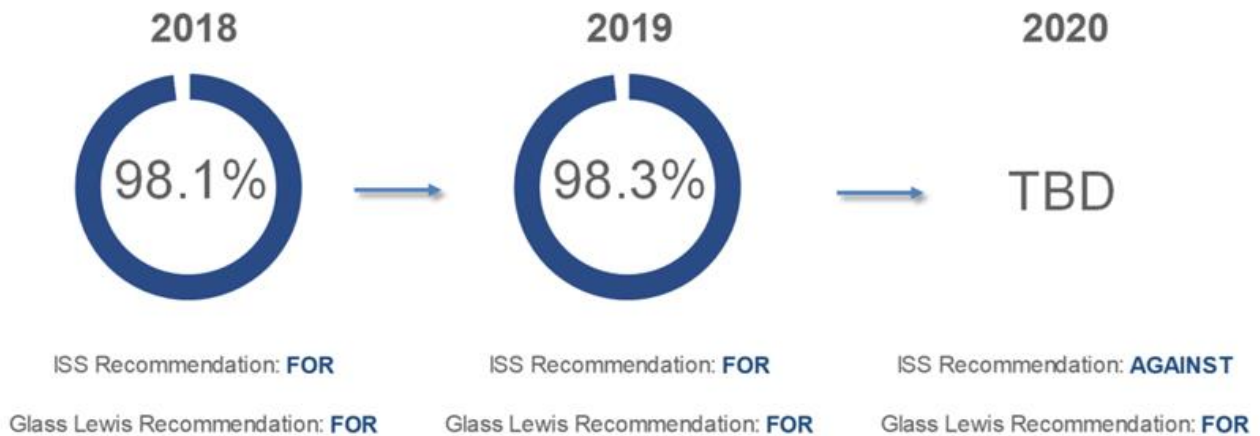 2018 2019 2020
98.1% 98.3% TBD
ISS Recommendation: FOR ISS Recommendation: FOR ISS Recommendation: AGAINST
Glass Lewis Recommendation: FOR Glass Lewis Recommendation: FOR Glass Lewis Recommendation: FOR